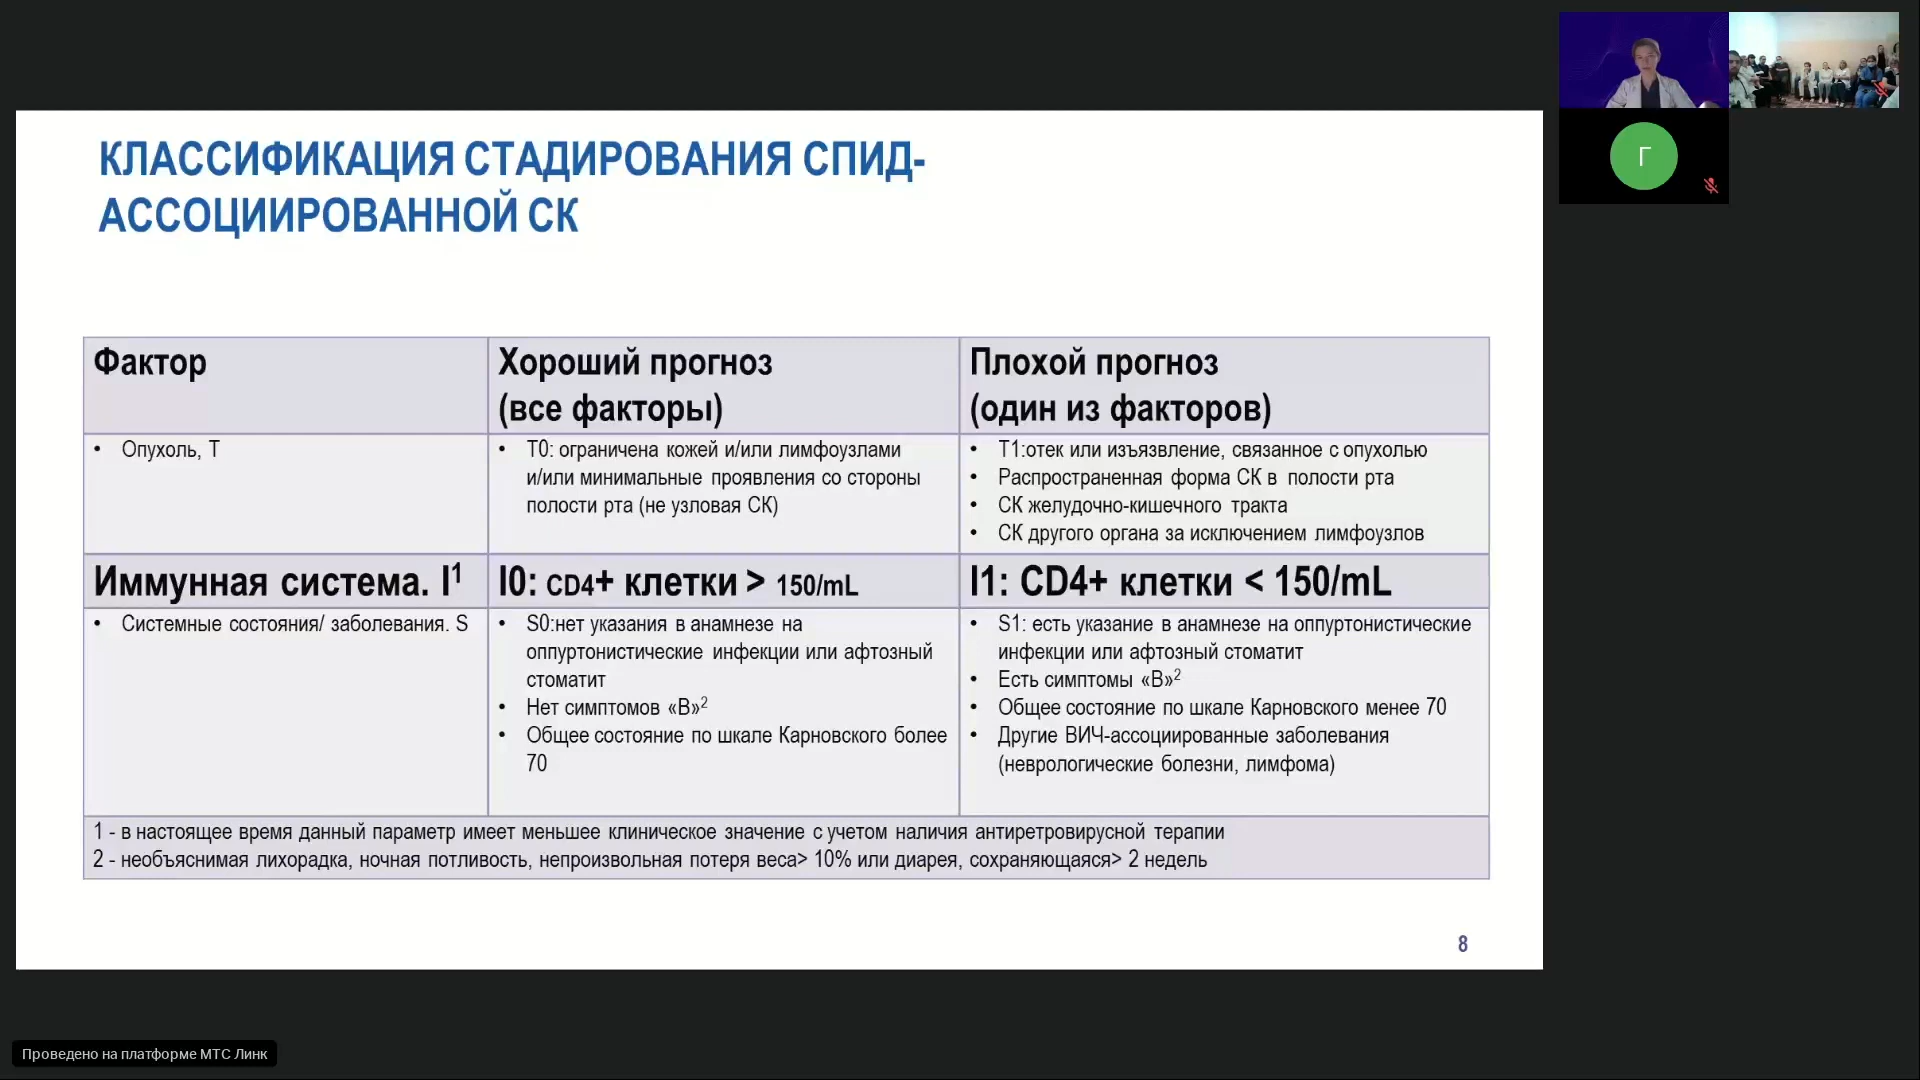 КЛАССИФИКАЦИЯ СТАДИРОВАНИЯ СПИД-
АССОЦИИРОВАННОЙ СК
Фактор
Хороший прогноз
(все факторы)
Плохой прогноз
(один из факторов)
• Опухоль, Т
• Т0: ограничена кожей и/или лимфоузлами
и/или минимальные проявления со стороны
полости рта (не узловая СК)
• Т1:отек или изъязвление, связанное с опухолью
• Распространенная форма СК в полости рта
• СК желудочно-кишечного тракта
• СК другого органа за исключением лимфоузлов
Иммунная система. I¹
I0: CD4+ клетки > 150/mL
I1: CD4+ клетки < 150/mL
• Системные состояния/ заболевания. S
• S0:нет указания в анамнезе на
оппуртонистические инфекции или афтозный
стоматит
• Нет симптомов «В»²
• Общее состояние по шкале Карновского более
70
• S1: есть указание в анамнезе на оппуртонистические
инфекции или афтозный стоматит
• Есть симптомы «В»²
• Общее состояние по шкале Карновского менее 70
• Другие ВИЧ-ассоциированные заболевания
(неврологические болезни, лимфома)
1 - в настоящее время данный параметр имеет меньшее клиническое значение с учетом наличия антиретровирусной терапии
2 - необъяснимая лихорадка, ночная потливость, непроизвольная потеря веса> 10% или диарея, сохраняющаяся> 2 недель
8
Г
Проведено на платформе МТС Линк